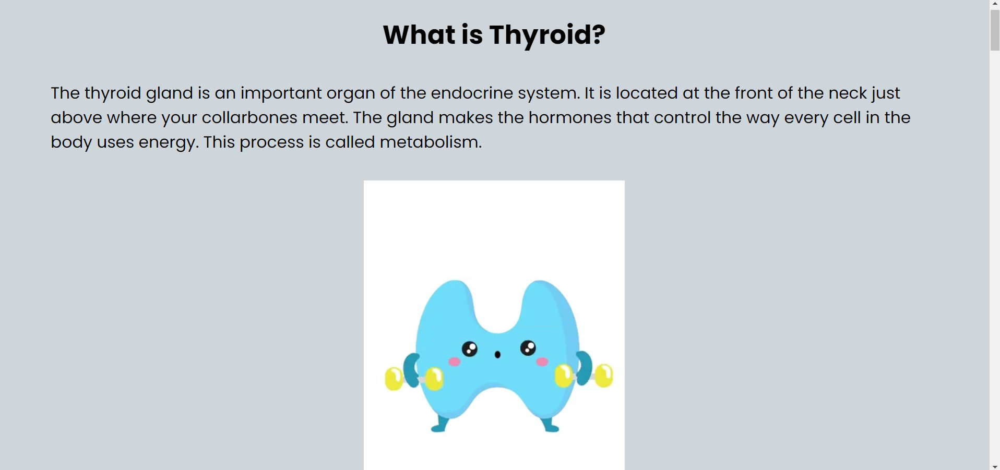 What is Thyroid?
The thyroid gland is an important organ of the endocrine system. It is located at the front of the neck just
above where your collarbones meet. The gland makes the hormones that control the way every cell in the
body uses energy. This process is called metabolism.